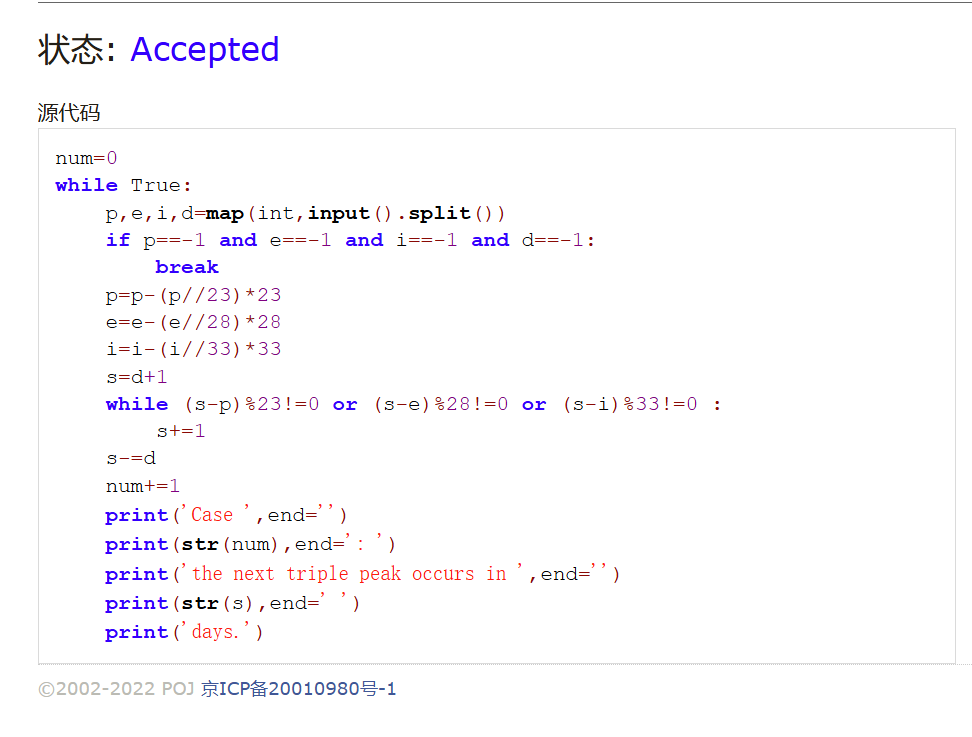 状态: Accepted
源代码
num=0
while True:
    p,e,i,d=map(int,input().split())
    if p==-1 and e==-1 and i==-1 and d==-1:
        break
    p=p-(p//23)*23
    e=e-(e//28)*28
    i=i-(i//33)*33
    s=d+1
    while (s-p)%23!=0 or (s-e)%28!=0 or (s-i)%33!=0 :
        s+=1
    s-=d
    num+=1
    print('Case ',end='')
    print(str(num),end=': ')
    print('the next triple peak occurs in ',end='')
    print(str(s),end=' ')
    print('days.')
©2002-2022 POJ 京ICP备20010980号-1